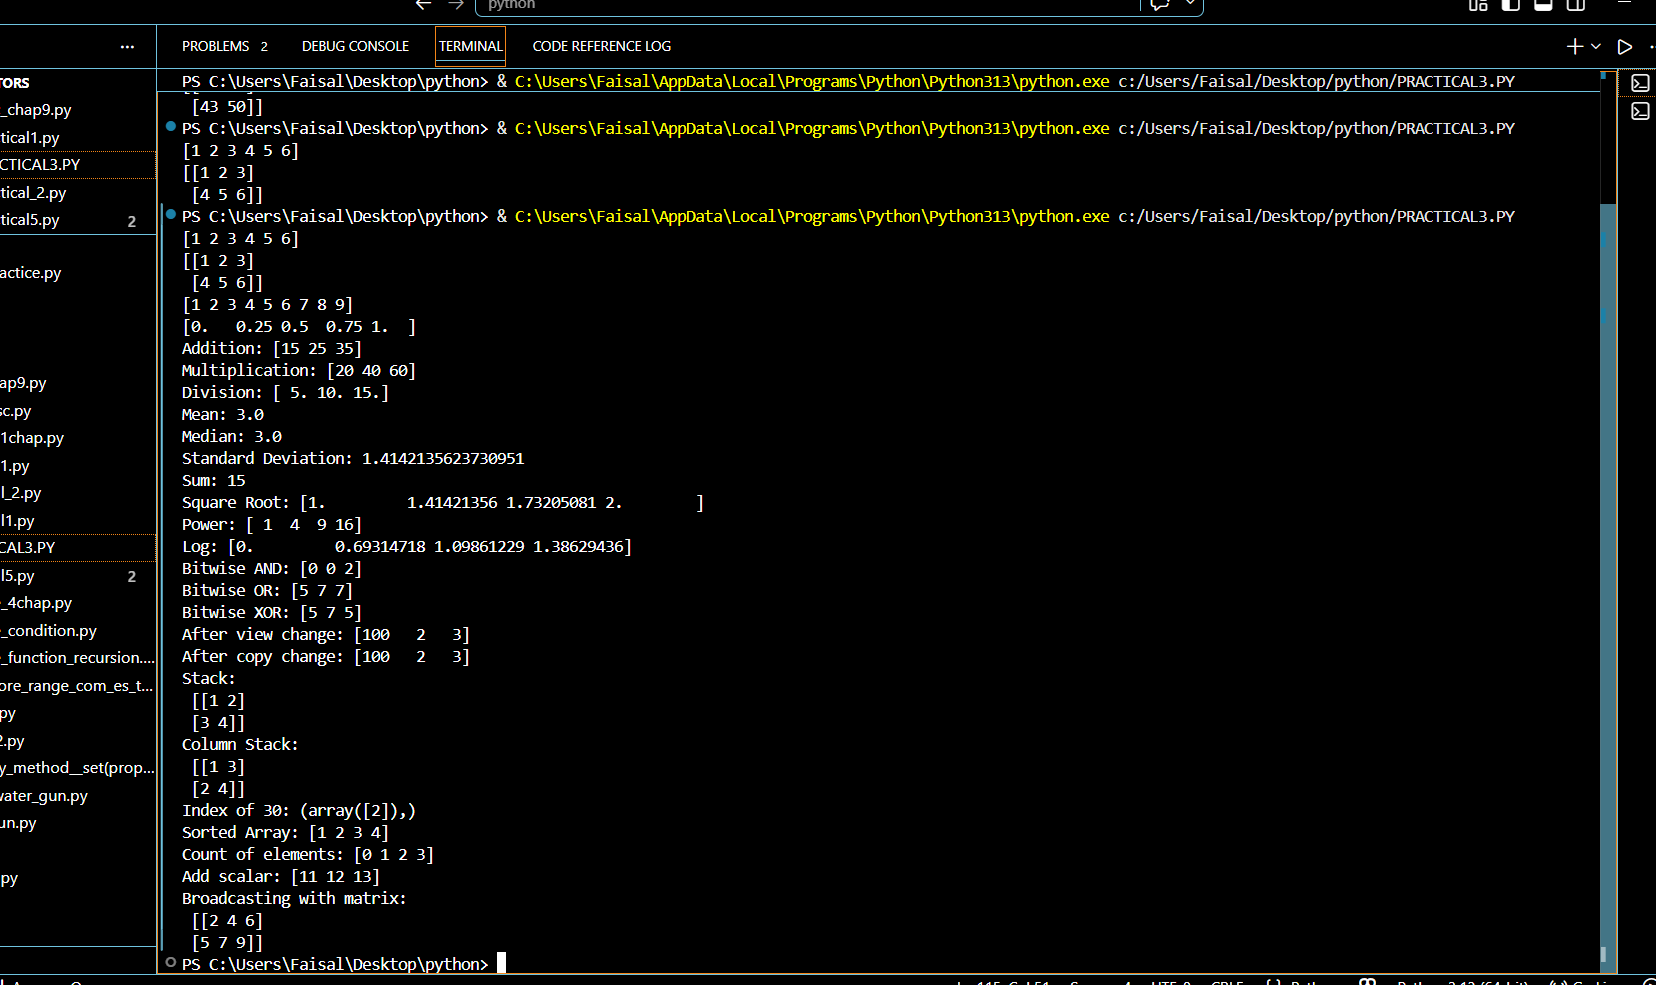 python
PROBLEMS 2 DEBUG CONSOLE TERMINAL CODE REFERENCE LOG
TORS
_chap9.py
tical1.py
CTICAL3.PY
tical_2.py
tical5.py 2
actice.py
ap9.py
sc.py
1chap.py
1.py
l_2.py
l1.py
CAL3.PY
l5.py 2
_4chap.py
_condition.py
_function_recursion....
ore_range_com_es_t...
py
2.py
y_method__set(prop...
vater_gun.py
un.py
py
PS C:\Users\Faisal\Desktop\python> & C:\Users\Faisal\AppData\Local\Programs\Python\Python313\python.exe c:/Users/Faisal/Desktop/python/PRACTICAL3.PY
[43 50]]
PS C:\Users\Faisal\Desktop\python> & C:\Users\Faisal\AppData\Local\Programs\Python\Python313\python.exe c:/Users/Faisal/Desktop/python/PRACTICAL3.PY
[1 2 3 4 5 6]
[[1 2 3]
 [4 5 6]]
PS C:\Users\Faisal\Desktop\python> & C:\Users\Faisal\AppData\Local\Programs\Python\Python313\python.exe c:/Users/Faisal/Desktop/python/PRACTICAL3.PY
[1 2 3 4 5 6]
[[1 2 3]
 [4 5 6]]
[1 2 3 4 5 6 7 8 9]
[0.   0.25 0.5  0.75 1.  ]
Addition: [15 25 35]
Multiplication: [20 40 60]
Division: [ 5. 10. 15.]
Mean: 3.0
Median: 3.0
Standard Deviation: 1.4142135623730951
Sum: 15
Square Root: [1.         1.41421356 1.73205081 2.        ]
Power: [ 1  4  9 16]
Log: [0.         0.69314718 1.09861229 1.38629436]
Bitwise AND: [0 0 2]
Bitwise OR: [5 7 7]
Bitwise XOR: [5 7 5]
After view change: [100   2   3]
After copy change: [100   2   3]
Stack:
 [[1 2]
 [3 4]]
Column Stack:
 [[1 3]
 [2 4]]
Index of 30: (array([2]),)
Sorted Array: [1 2 3 4]
Count of elements: [0 1 2 3]
Add scalar: [11 12 13]
Broadcasting with matrix:
 [[2 4 6]
 [5 7 9]]
PS C:\Users\Faisal\Desktop\python>